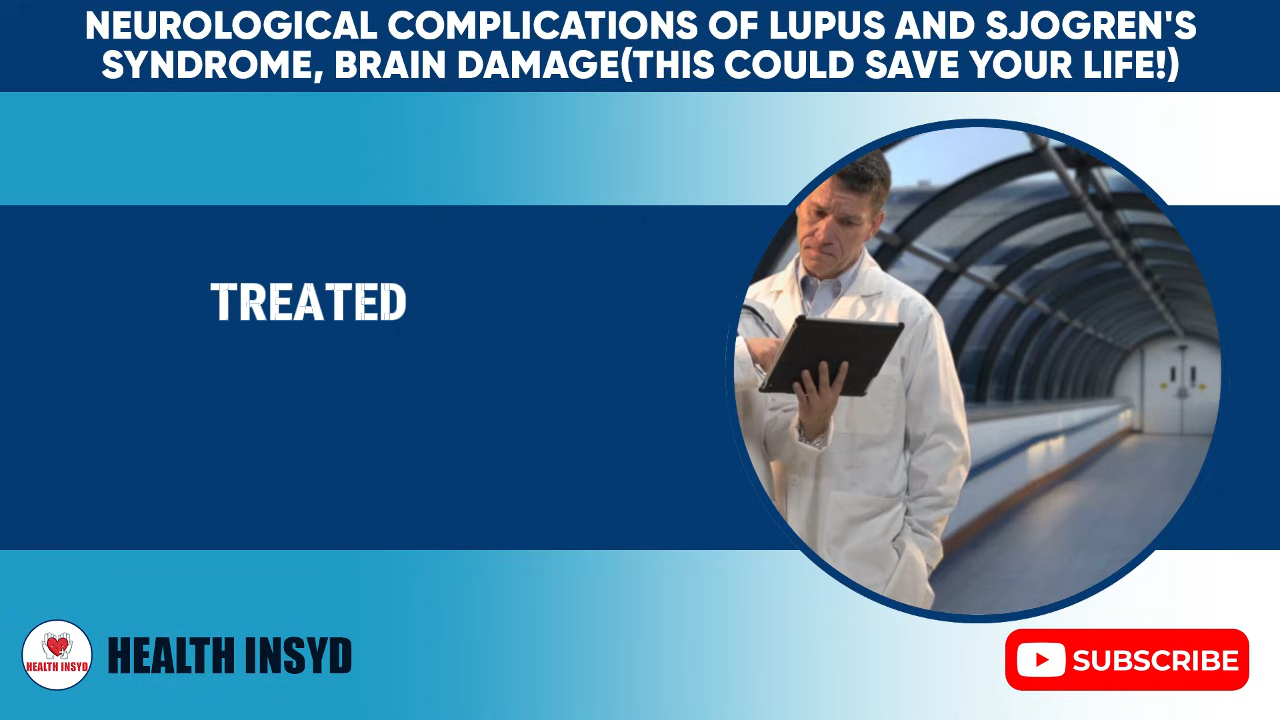 NEUROLOGICAL COMPLICATIONS OF LUPUS AND SJOGREN'S
SYNDROME, BRAIN DAMAGE(THIS COULD SAVE YOUR LIFE!)
TREATED
HEALTH INSYD
HEALTH INSYD
SUBSCRIBE